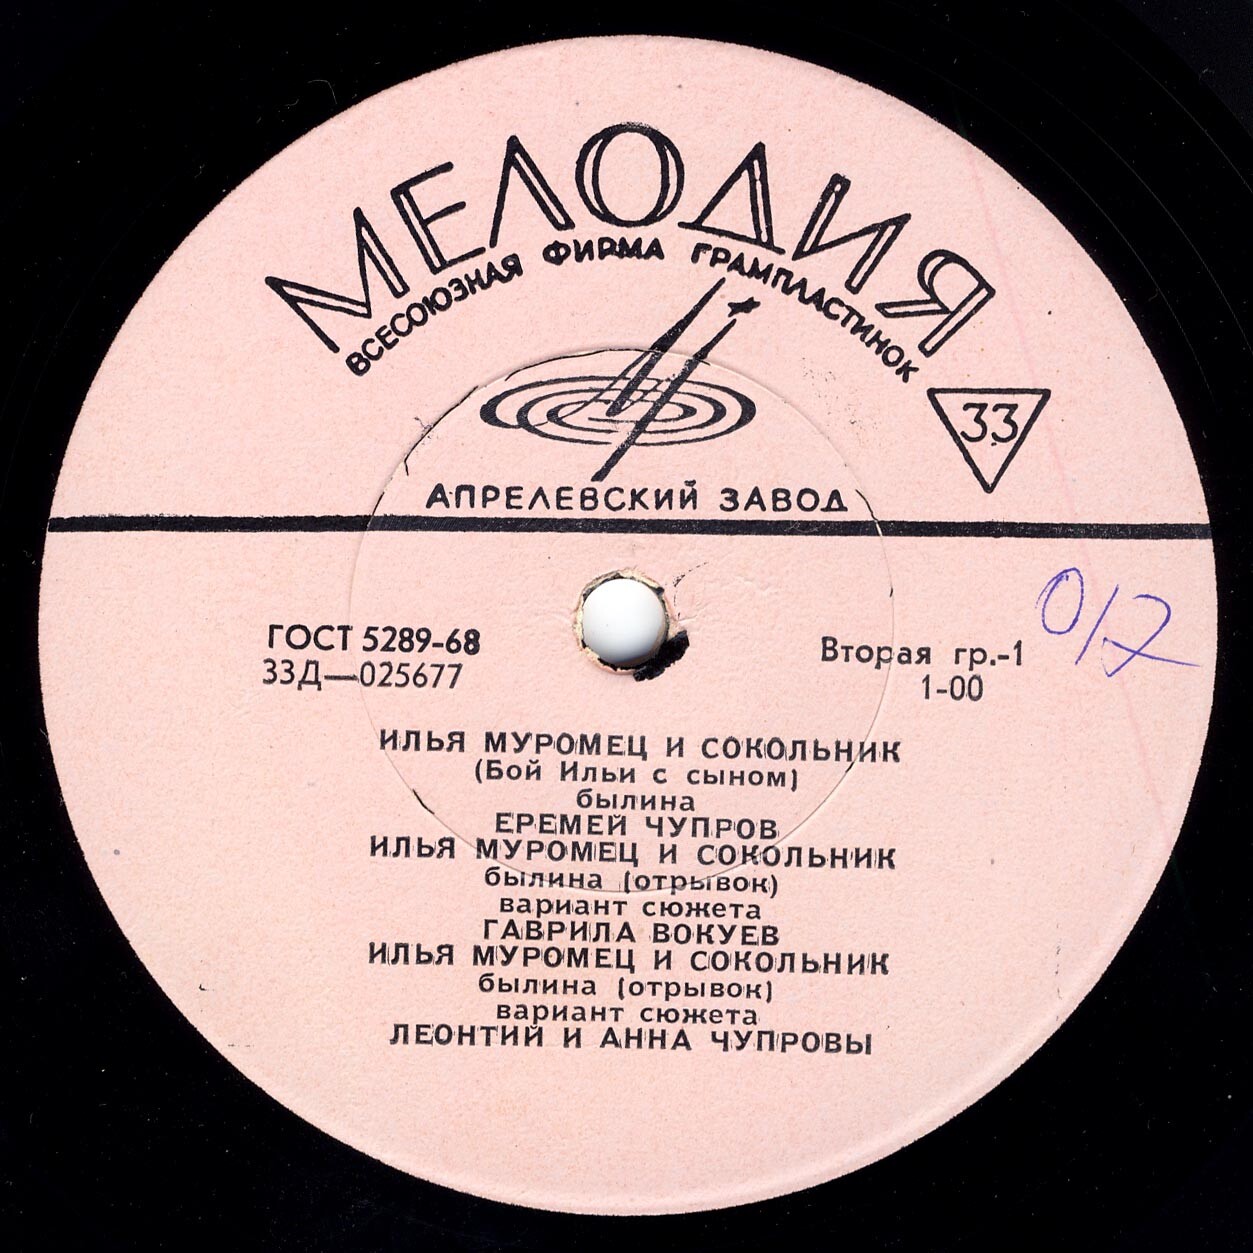 МЕЛОДИЯ
ВСЕСОЮЗНАЯ ФИРМА ГРАМПЛАСТИНОК
33
АПРЕЛЕВСКИЙ ЗАВОД
ГОСТ 5289-68
33Д—025677
Вторая гр.-1
1-00
017
ИЛЬЯ МУРОМЕЦ И СОКОЛЬНИК
(Бой Ильи с сыном)
былина
ЕРЕМЕЙ ЧУПРОВ
ИЛЬЯ МУРОМЕЦ И СОКОЛЬНИК
былина (отрывок)
вариант сюжета
ГАВРИЛА ВОКУЕВ
ИЛЬЯ МУРОМЕЦ И СОКОЛЬНИК
былина (отрывок)
вариант сюжета
ЛЕОНТИЙ И АННА ЧУПРОВЫ